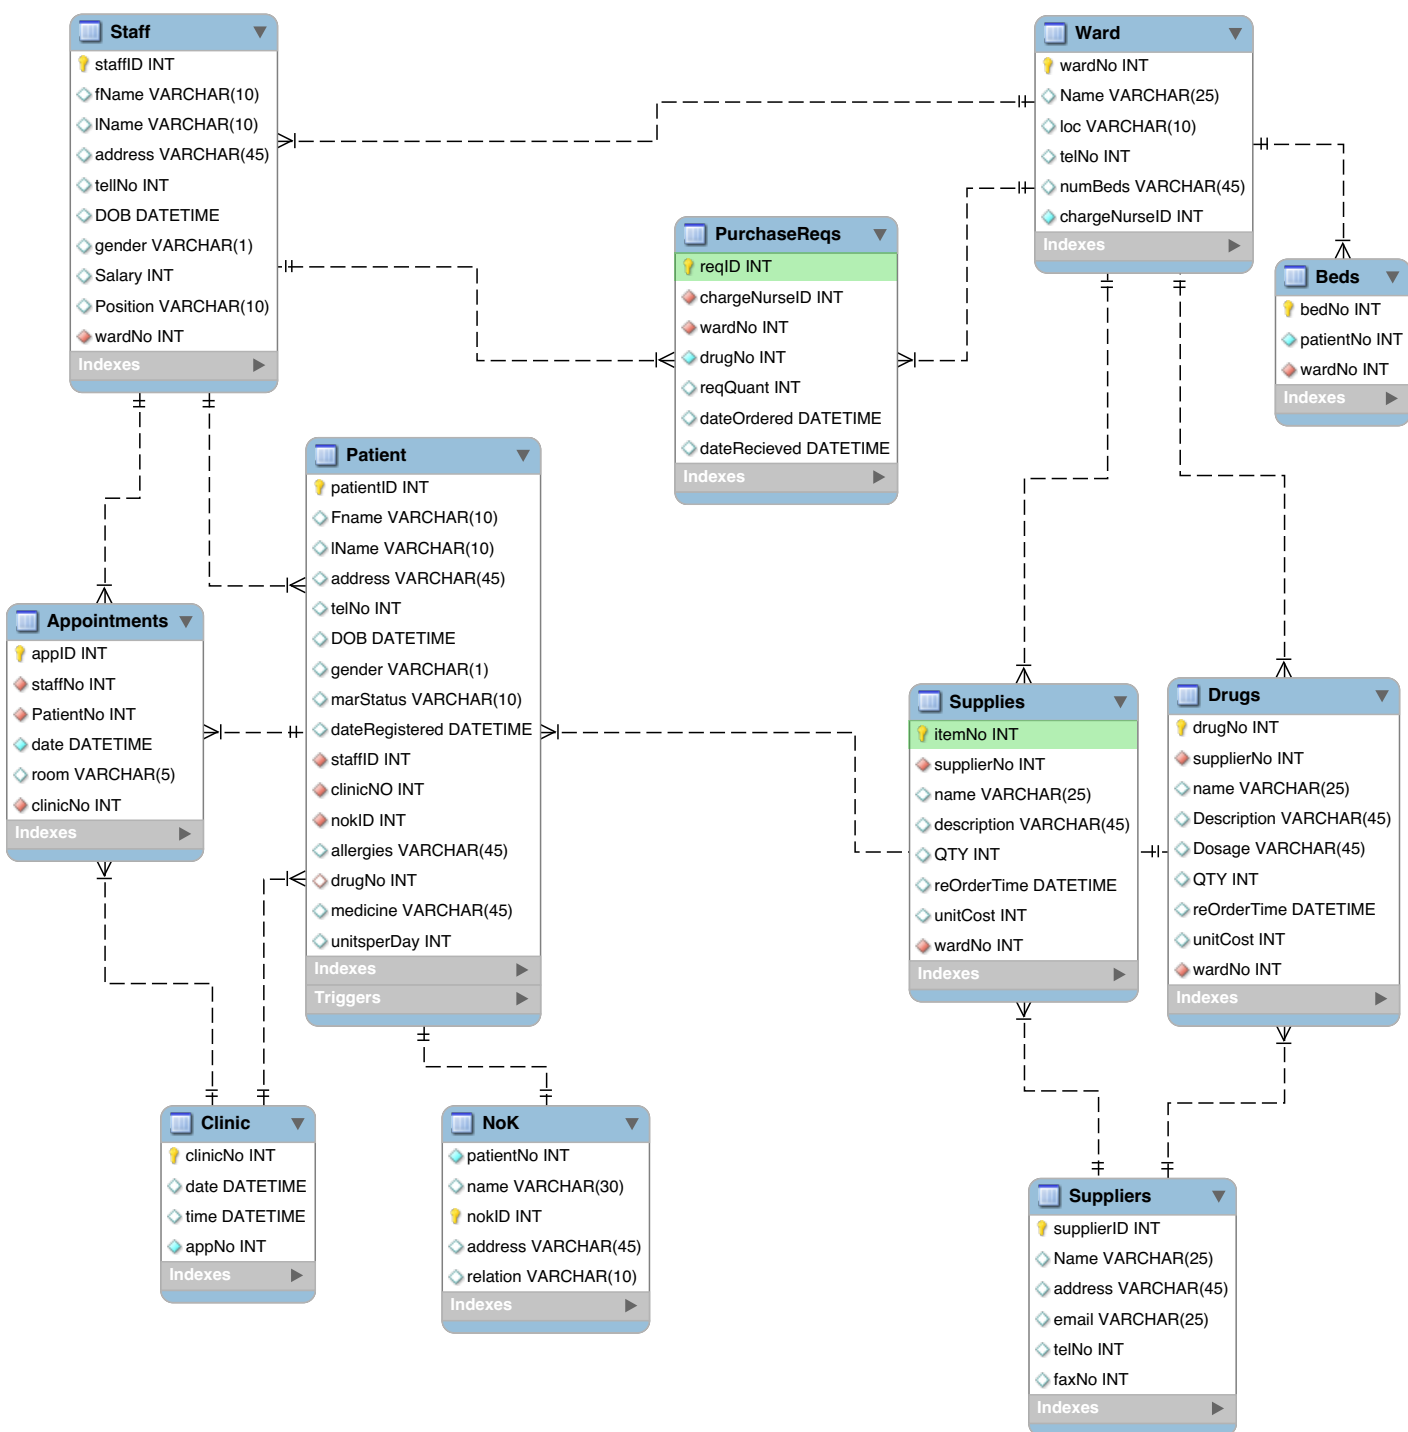 Staff
staffID INT
fName VARCHAR(10)
lName VARCHAR(10)
address VARCHAR(45)
tellNo INT
DOB DATETIME
gender VARCHAR(1)
Salary INT
Position VARCHAR(10)
wardNo INT
Indexes
Ward
wardNo INT
Name VARCHAR(25)
loc VARCHAR(10)
telNo INT
numBeds VARCHAR(45)
chargeNurseID INT
Indexes
PurchaseReqs
reqID INT
chargeNurseID INT
wardNo INT
drugNo INT
reqQuant INT
dateOrdered DATETIME
dateRecieved DATETIME
Indexes
Beds
bedNo INT
patientNo INT
wardNo INT
Indexes
Patient
patientID INT
Fname VARCHAR(10)
lName VARCHAR(10)
address VARCHAR(45)
telNo INT
DOB DATETIME
gender VARCHAR(1)
marStatus VARCHAR(10)
dateRegistered DATETIME
staffID INT
clinicNO INT
nokID INT
allergies VARCHAR(45)
drugNo INT
medicine VARCHAR(45)
unitsperDay INT
Indexes
Triggers
Appointments
appID INT
staffNo INT
PatientNo INT
date DATETIME
room VARCHAR(5)
clinicNo INT
Indexes
Supplies
itemNo INT
supplierNo INT
name VARCHAR(25)
description VARCHAR(45)
QTY INT
reOrderTime DATETIME
unitCost INT
wardNo INT
Indexes
Drugs
drugNo INT
supplierNo INT
name VARCHAR(25)
Description VARCHAR(45)
Dosage VARCHAR(45)
QTY INT
reOrderTime DATETIME
unitCost INT
wardNo INT
Indexes
Clinic
clinicNo INT
date DATETIME
time DATETIME
appNo INT
Indexes
NoK
patientNo INT
name VARCHAR(30)
nokID INT
address VARCHAR(45)
relation VARCHAR(10)
Indexes
Suppliers
supplierID INT
Name VARCHAR(25)
address VARCHAR(45)
email VARCHAR(25)
telNo INT
faxNo INT
Indexes